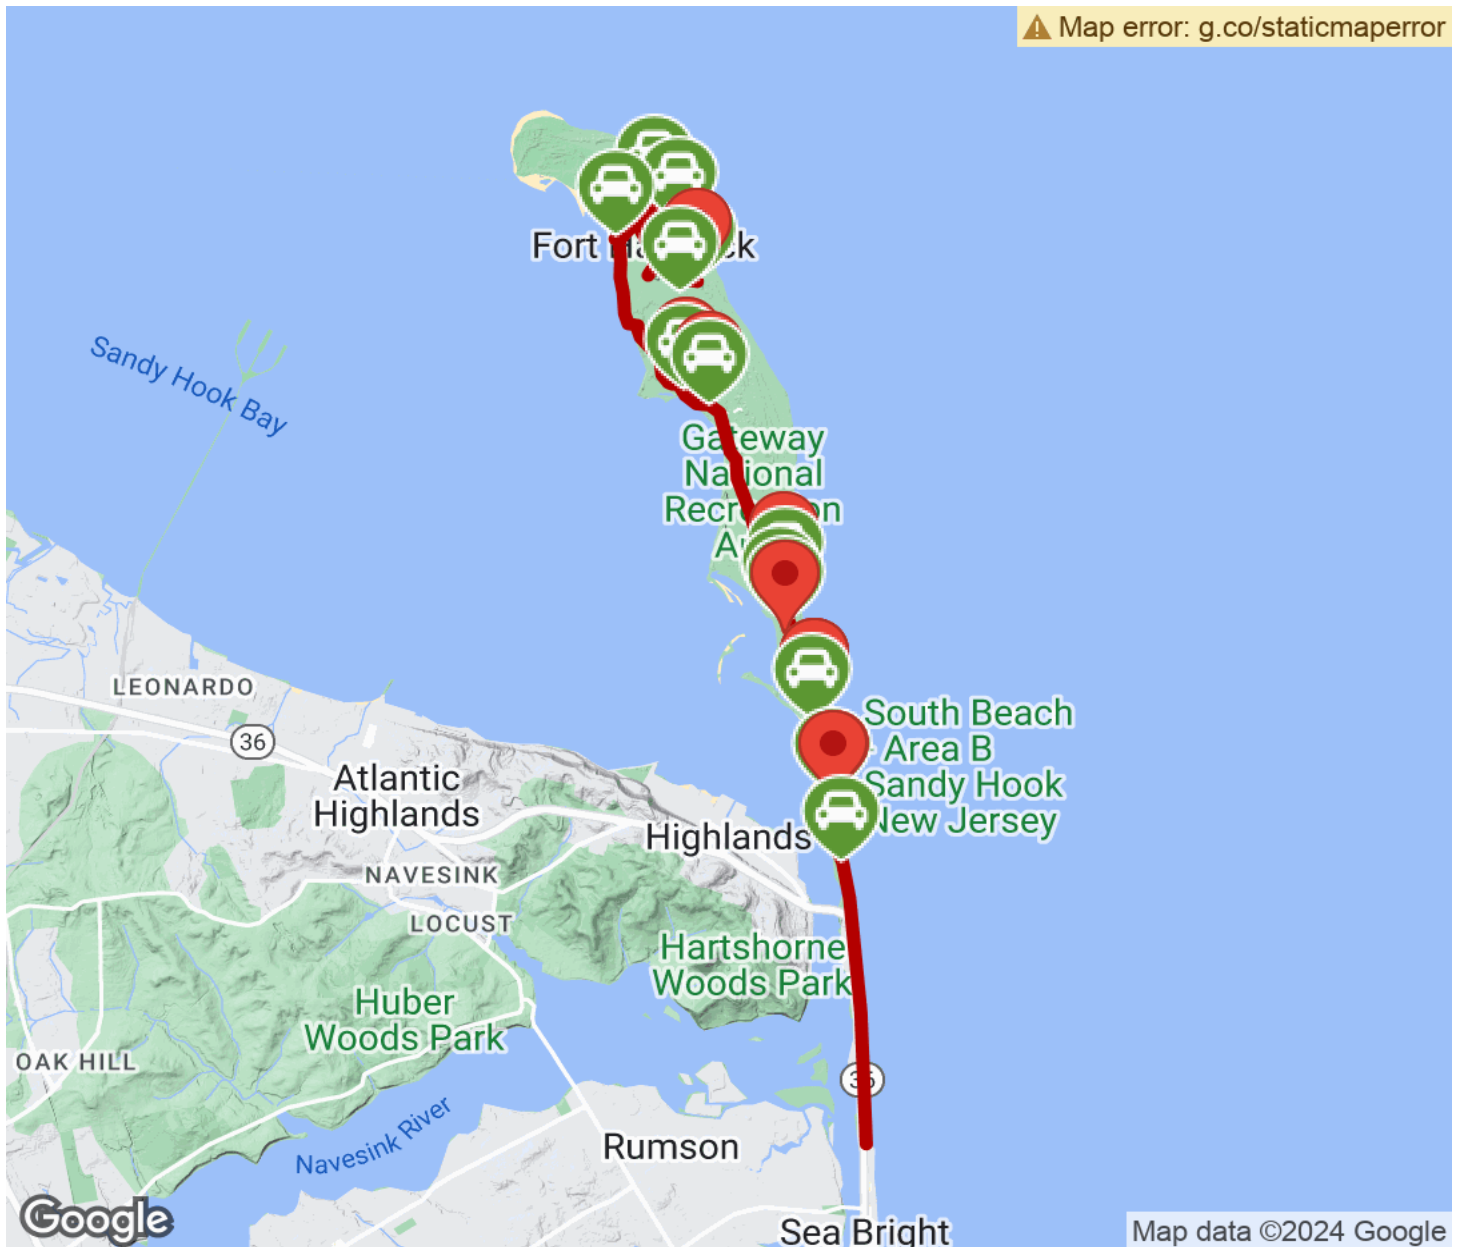 Map error: g.co/staticmaperror
Fort
ck
Sandy Hook Bay
Gateway
National
South Beach
- Area B
Sandy Hook
New Jersey
LEONARDO
36
Atlantic
Highlands
Highlands
NAVESINK
LOCUST
Hartshorne
Woods Park
Huber
Woods Park
OAK HILL
36
Navesink River
Rumson
Sea Bright
Google
Map data ©2024 Google